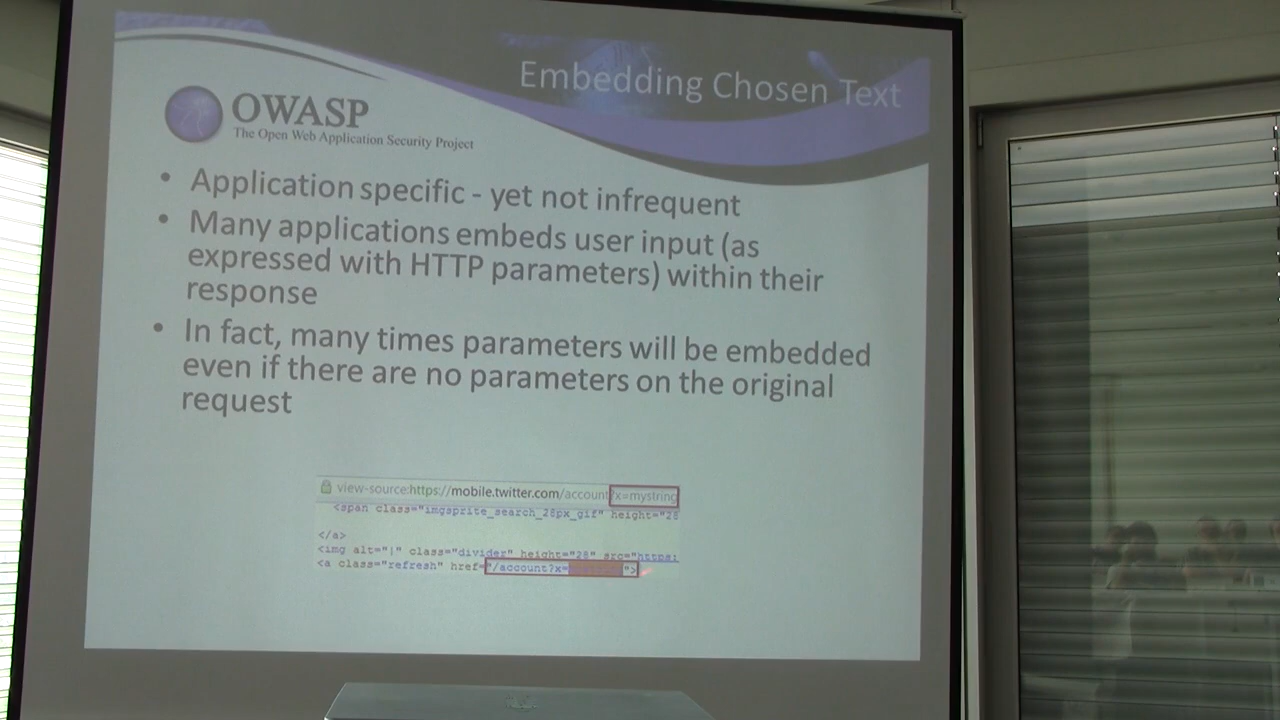 Embedding Chosen Text
OWASP
The Open Web Application Security Project
• Application specific - yet not infrequent
• Many applications embeds user input (as
expressed with HTTP parameters) within their
response
• In fact, many times parameters will be embedded
even if there are no parameters on the original
request
view-source:https://mobile.twitter.com/account?x=mystring
<span class="imgsprite_search_28px_gif" height="28
</a>
<img alt="|" class="divider" height="28" src="https:
<a class="refresh" href="/account?x= ">